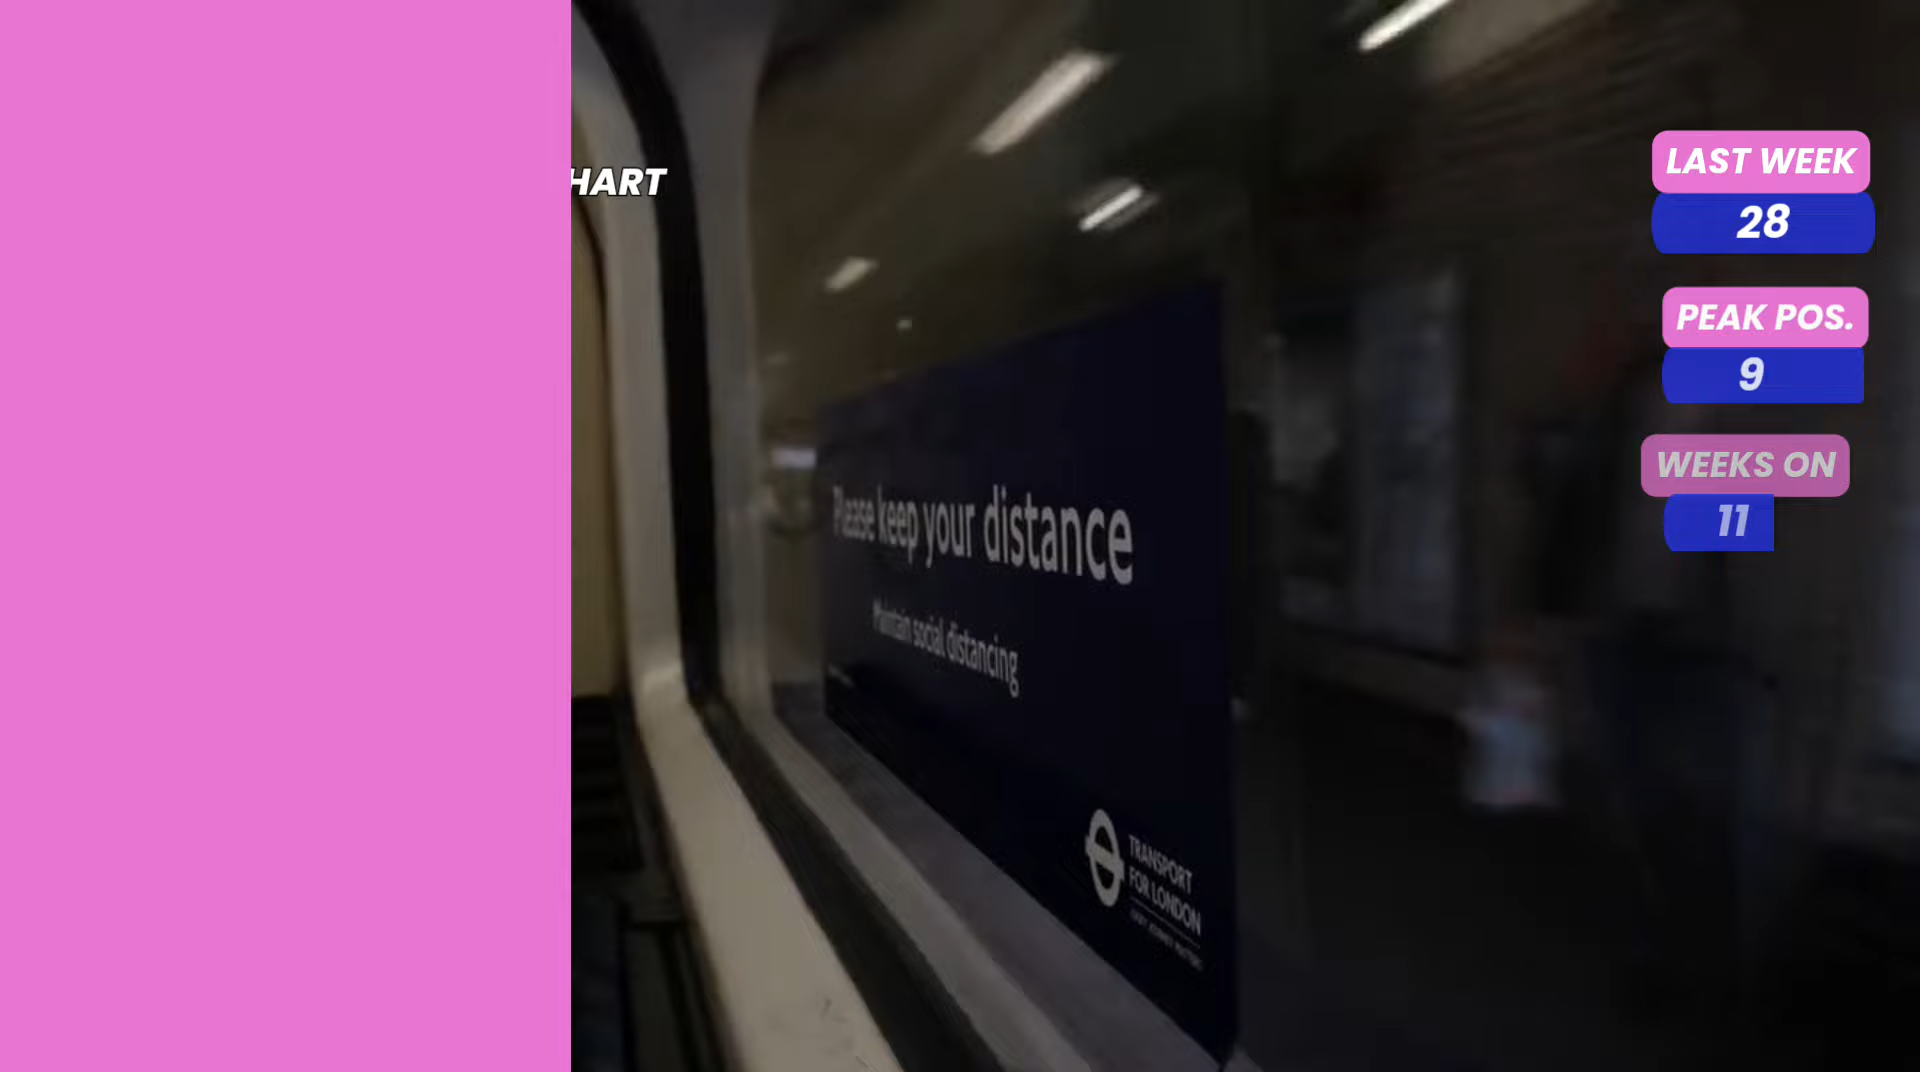 HART
LAST WEEK
28
PEAK POS.
9
WEEKS ON
11
Please keep your distance
Maintain social distancing
TRANSPORT
FOR LONDON